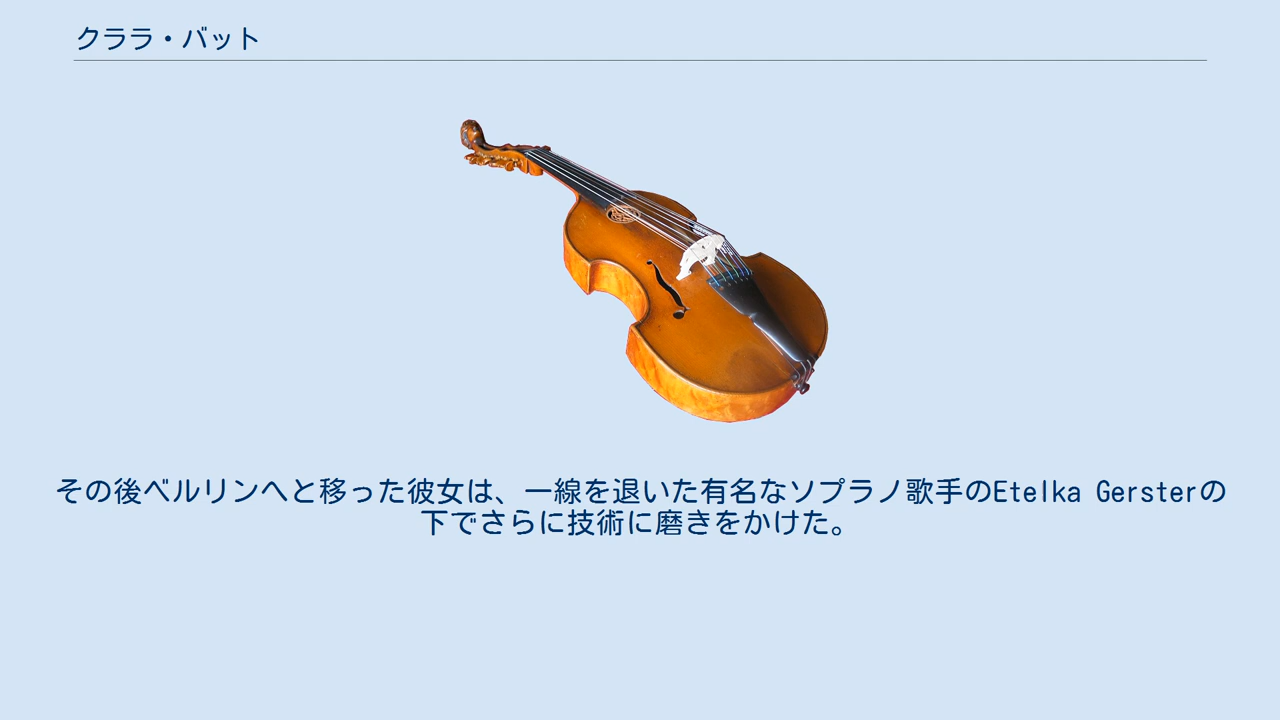 クララ・バット
その後ベルリンへと移った彼女は、一線を退いた有名なソプラノ歌手のEtelka Gersterの
下でさらに技術に磨きをかけた。